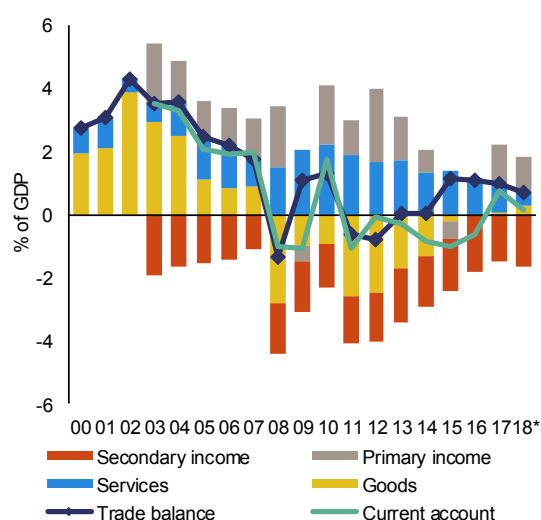 % of GDP
6
4
2
0
-2
-4
-6
00 01 02 03 04 05 06 07 08 09 10 11 12 13 14 15 16 17 18*
Secondary income Primary income
Services Goods
Trade balance Current account